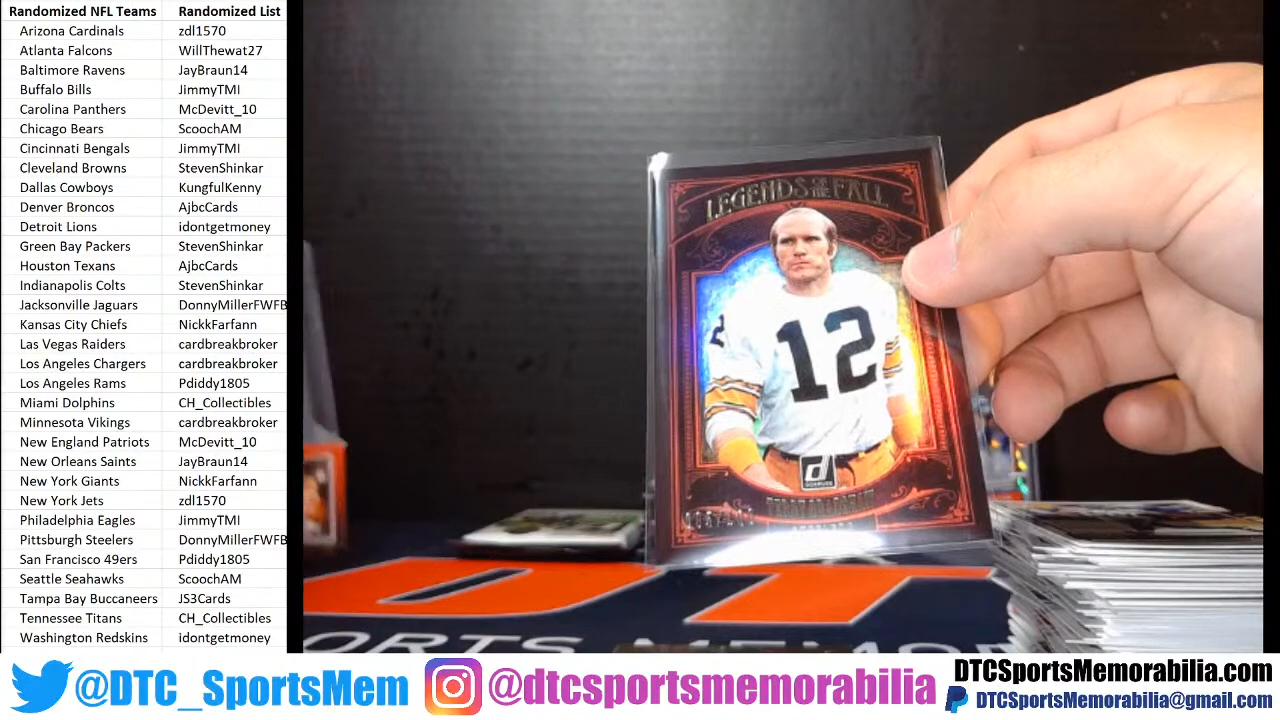 Randomized NFL Teams Randomized List
Arizona Cardinals zdl1570
Atlanta Falcons WillThewat27
Baltimore Ravens JayBraun14
Buffalo Bills JimmyTMI
Carolina Panthers McDevitt_10
Chicago Bears ScoochAM
Cincinnati Bengals JimmyTMI
Cleveland Browns StevenShinkar
Dallas Cowboys KungfulKenny
Denver Broncos AjbcCards
Detroit Lions idontgetmoney
Green Bay Packers StevenShinkar
Houston Texans AjbcCards
Indianapolis Colts StevenShinkar
Jacksonville Jaguars DonnyMillerFWFB
Kansas City Chiefs NickkFarfann
Las Vegas Raiders cardbreakbroker
Los Angeles Chargers cardbreakbroker
Los Angeles Rams Pdiddy1805
Miami Dolphins CH_Collectibles
Minnesota Vikings cardbreakbroker
New England Patriots McDevitt_10
New Orleans Saints JayBraun14
New York Giants NickkFarfann
New York Jets zdl1570
Philadelphia Eagles JimmyTMI
Pittsburgh Steelers DonnyMillerFWFB
San Francisco 49ers Pdiddy1805
Seattle Seahawks ScoochAM
Tampa Bay Buccaneers JS3Cards
Tennessee Titans CH_Collectibles
Washington Redskins idontgetmoney
LEGENDS OF THE FALL
12
2
d
DONRUSS
DT
ORTS MEMOR
@DTC_SportsMem
@dtcsportsmemorabilia
DTCSportsMemorabilia.com
DTCSportsMemorabilia@gmail.com